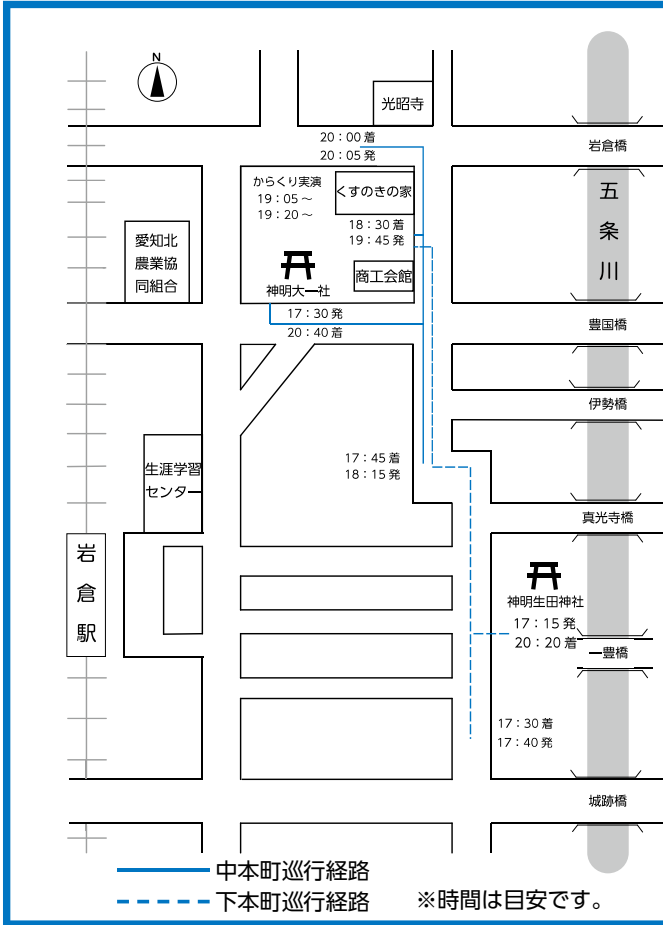 N
光昭寺
20：00 着
20：05 発
岩倉橋
からくり実演
19：05 ～
19：20 ～
くすのきの家
18：30 着
19：45 発
五条川
愛知北
農業協
同組合
神明大一社
商工会館
17：30 発
20：40 着
豊国橋
伊勢橋
17：45 着
18：15 発
生涯学習
センター
真光寺橋
岩倉駅
神明生田神社
17：15 発
20：20 着
一豊橋
17：30 着
17：40 発
城跡橋
中本町巡行経路
下本町巡行経路
※時間は目安です。